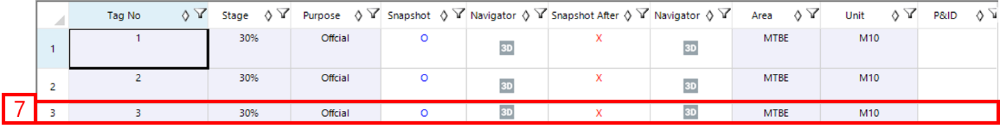 Tag No Stage Purpose Snapshot Navigator Snapshot After Navigator Area Unit P&ID
1 1 30% Offcial O 3D X 3D MTBE M10
2 2 30% Offcial O 3D X 3D MTBE M10
7 3 3 30% Offcial O 3D X 3D MTBE M10